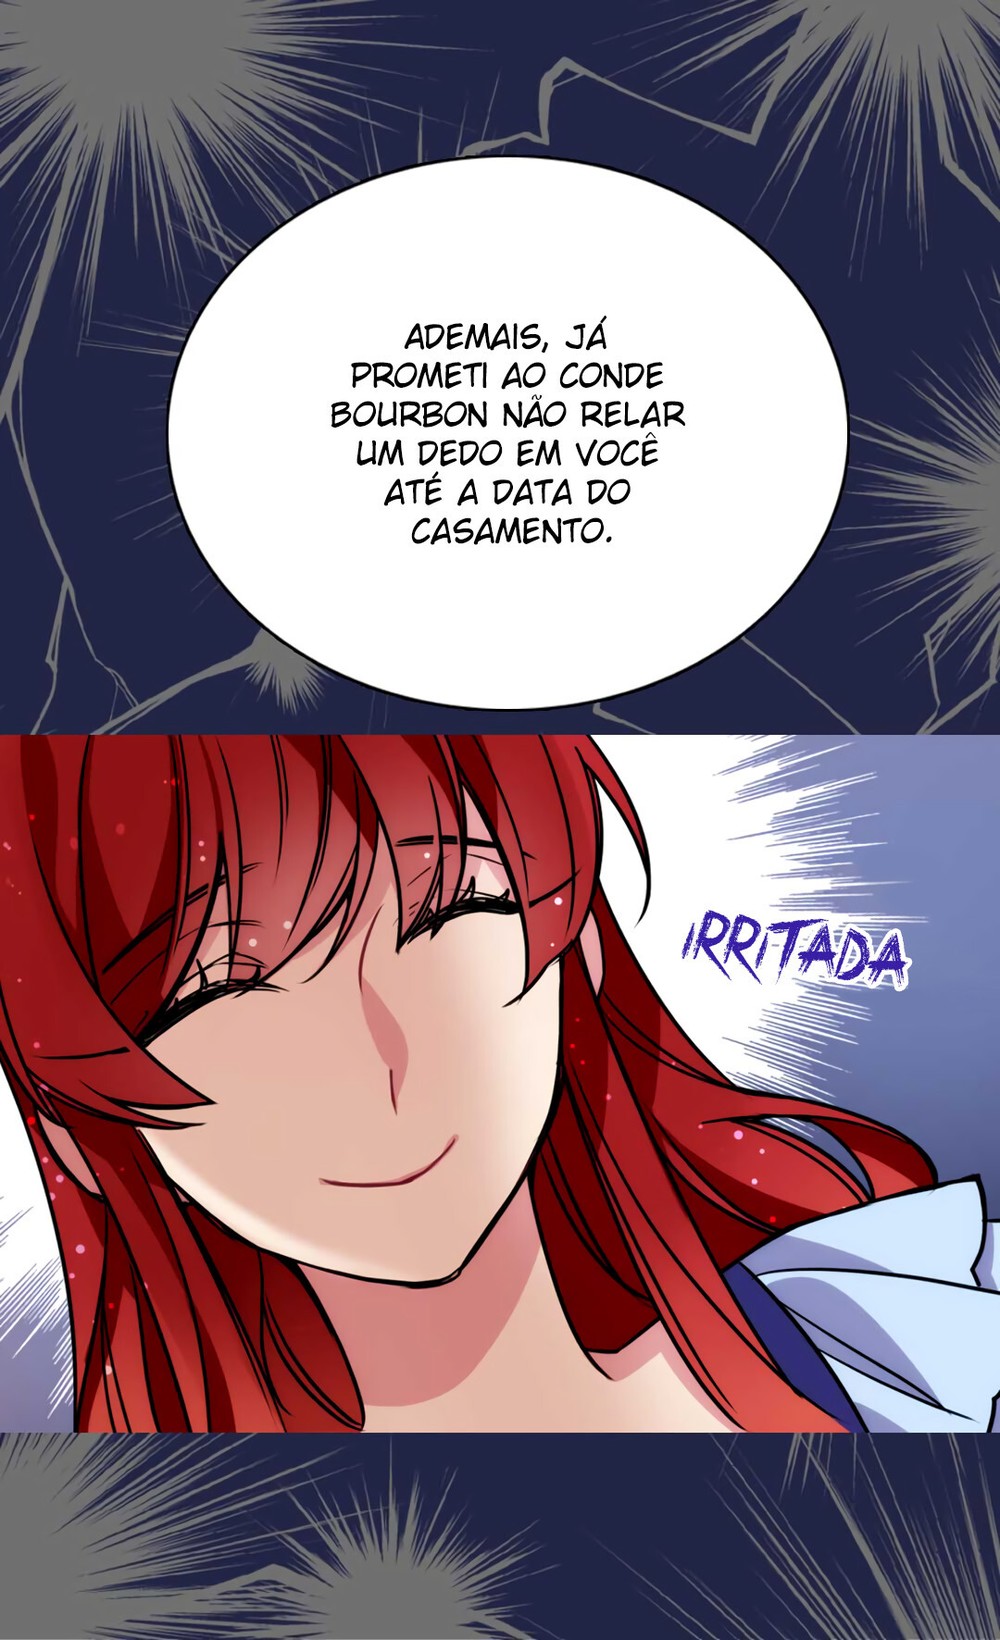 ADEMAIS, JÁ
PROMETI AO CONDE
BOURBON NÃO RELAR
UM DEDO EM VOCÊ
ATÉ A DATA DO
CASAMENTO.
IRRITADA